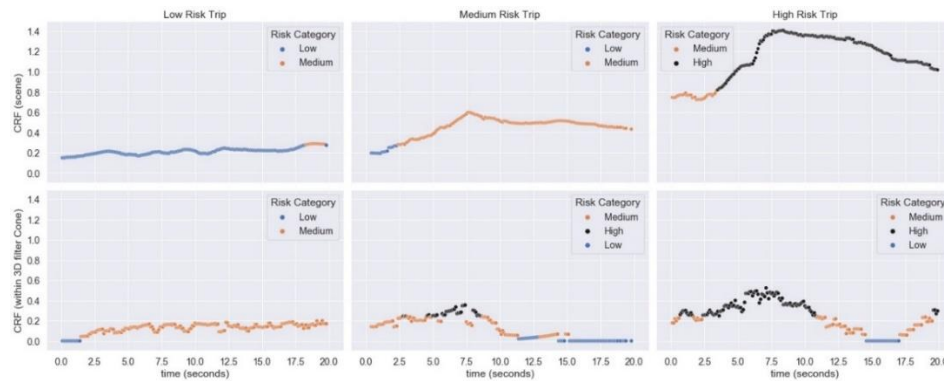 Low Risk Trip
Medium Risk Trip
High Risk Trip
CRF (scene)
1.4
1.2
1.0
0.8
0.6
0.4
0.2
0.0
Risk Category
Low
Medium
Risk Category
Low
Medium
Risk Category
Medium
High
CRF (within 3D filter Cone)
1.4
1.2
1.0
0.8
0.6
0.4
0.2
0.0
Risk Category
Low
Medium
Risk Category
Medium
High
Low
Risk Category
Medium
High
Low
0.0 2.5 5.0 7.5 10.0 12.5 15.0 17.5 20.0
time (seconds)
0.0 2.5 5.0 7.5 10.0 12.5 15.0 17.5 20.0
time (seconds)
0.0 2.5 5.0 7.5 10.0 12.5 15.0 17.5 20.0
time (seconds)